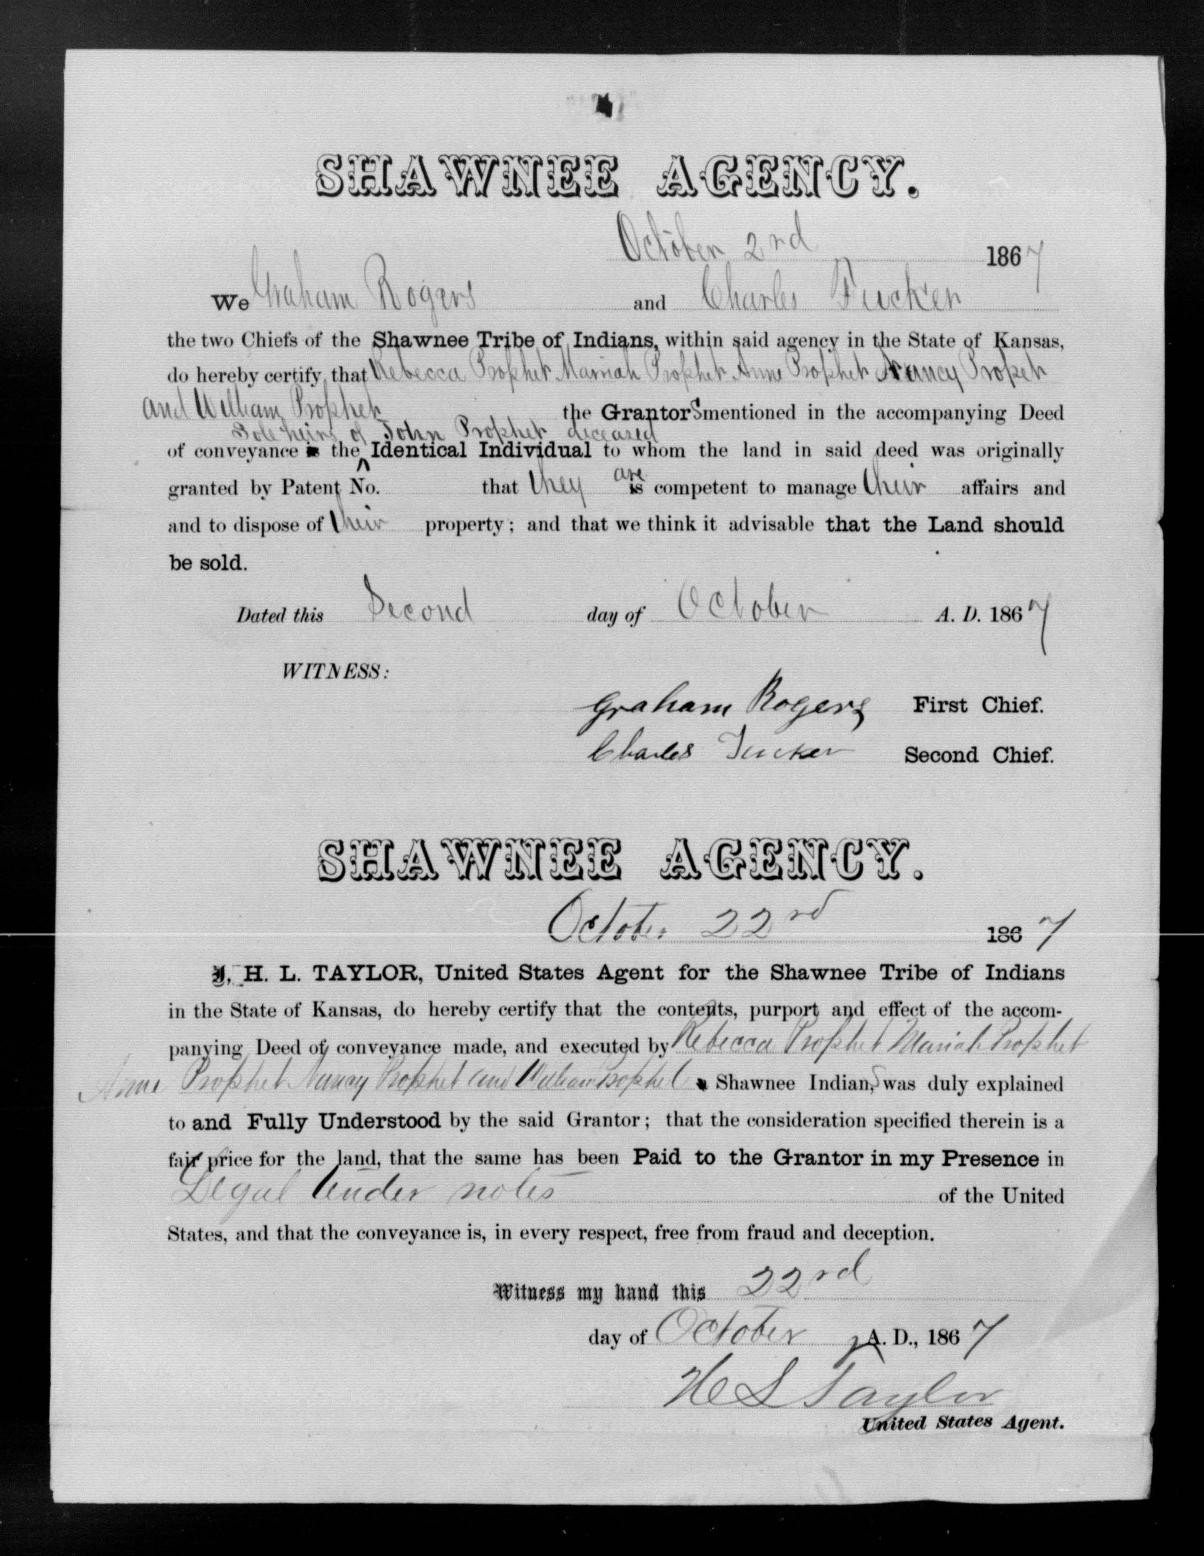 SHAWNEE AGENCY.
October 2nd 1867
We Graham Rogers and Charles Tucker
the two Chiefs of the Shawnee Tribe of Indians, within said agency in the State of Kansas,
do hereby certify that Rebecca Prophet Mariah Prophet Anne Prophet Nancy Propet
and William Prophet the Grantors mentioned in the accompanying Deed
Sole heirs of John Prophet deceased
of conveyance is the Identical Individual to whom the land in said deed was originally
granted by Patent No. that they are is competent to manage their affairs and
and to dispose of their property; and that we think it advisable that the Land should
be sold.
Dated this Second day of October A. D. 1867
WITNESS:
Graham Rogers First Chief.
Charles Tucker Second Chief.
SHAWNEE AGENCY.
October 22rd 1867
I, H. L. TAYLOR, United States Agent for the Shawnee Tribe of Indians
in the State of Kansas, do hereby certify that the contents, purport and effect of the accom-
panying Deed of conveyance made, and executed by Rebecca Prophet Mariah Prophet
Anne Prophet Nancy Prophet and William Prophet a Shawnee Indians, was duly explained
to and Fully Understood by the said Grantor; that the consideration specified therein is a
fair price for the land, that the same has been Paid to the Grantor in my Presence in
Legal tender notes of the United
States, and that the conveyance is, in every respect, free from fraud and deception.
Witness my hand this 22rd
day of October A. D., 1867
H L Taylor
United States Agent.